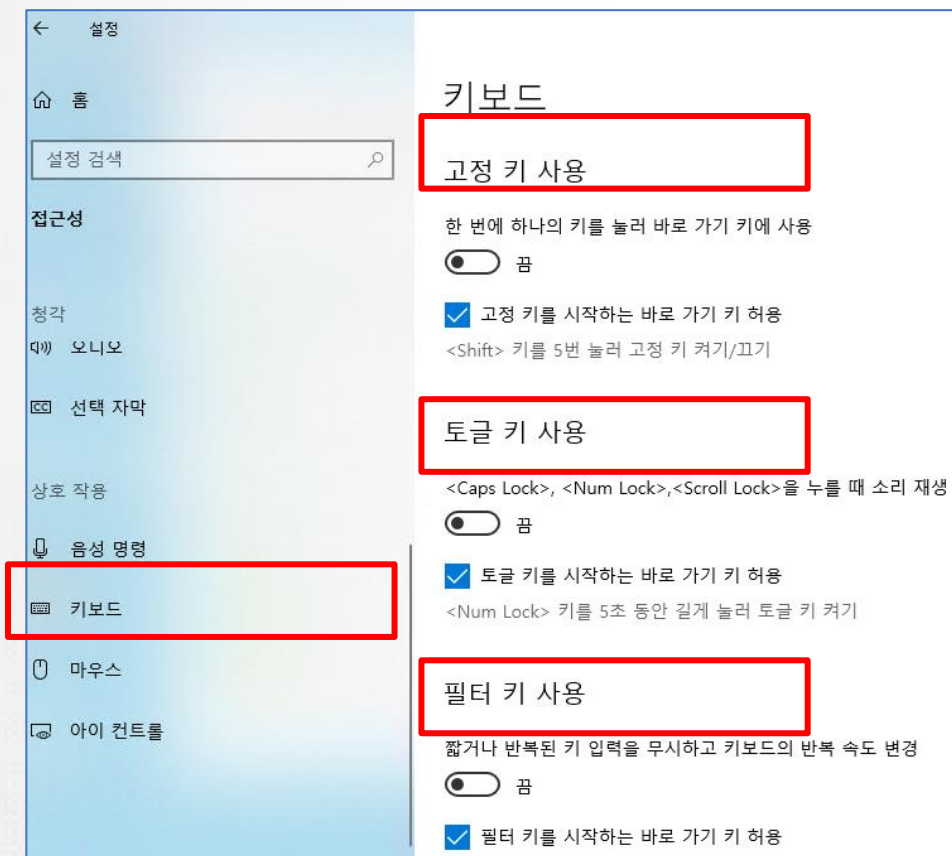 설정
홈
설정 검색
접근성
청각
오니오
선택 자막
상호 작용
음성 명령
키보드
마우스
아이 컨트롤
키보드
고정 키 사용
한 번에 하나의 키를 눌러 바로 가기 키에 사용
끔
고정 키를 시작하는 바로 가기 키 허용
<Shift> 키를 5번 눌러 고정 키 켜기/끄기
토글 키 사용
<Caps Lock>, <Num Lock>,<Scroll Lock>을 누를 때 소리 재생
끔
토글 키를 시작하는 바로 가기 키 허용
<Num Lock> 키를 5초 동안 길게 눌러 토글 키 켜기
필터 키 사용
짧거나 반복된 키 입력을 무시하고 키보드의 반복 속도 변경
끔
필터 키를 시작하는 바로 가기 키 허용